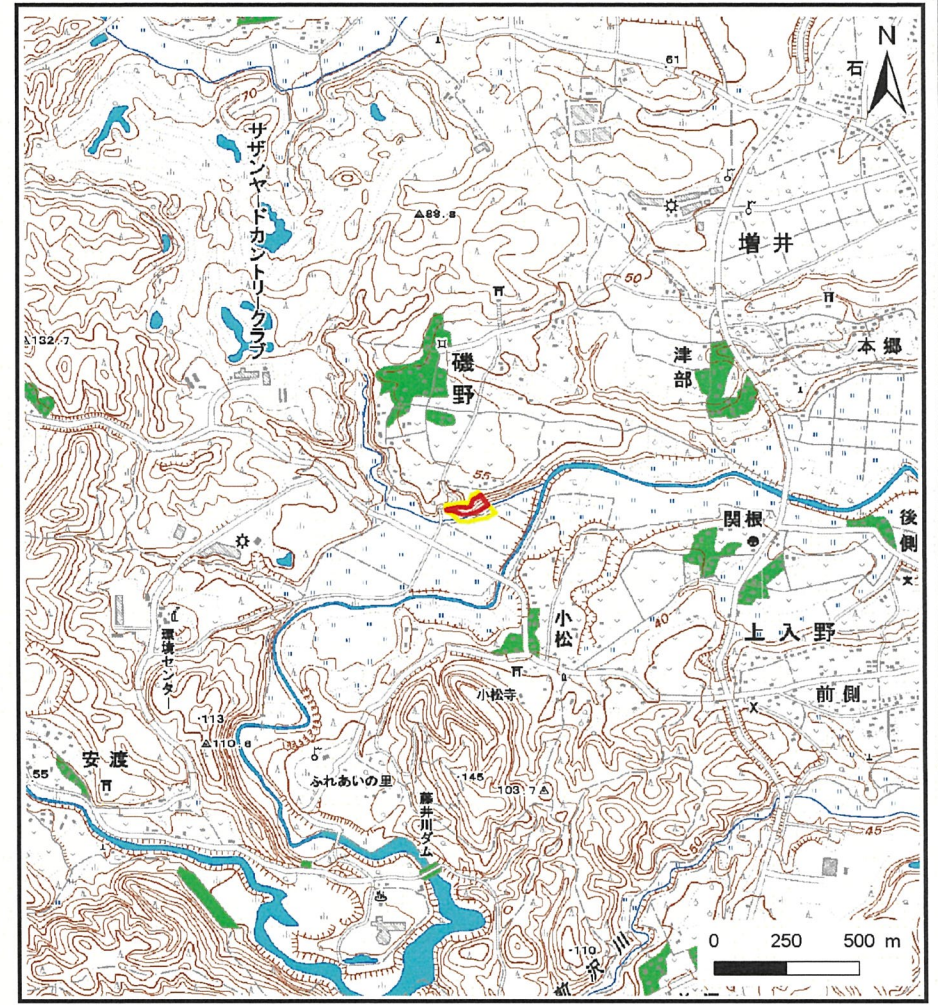 N
石
61
70
ザザンヤードカントリークラブ
89.8
増井
50
132.7
磯野
津部
本郷
55
関根
後側
小松
40
上入野
環境センター
小松寺
前側
113
110.6
安渡
55
ふれあいの里
145
103.7
藤井川ダム
50
45
110
前沢川
0 250 500 m